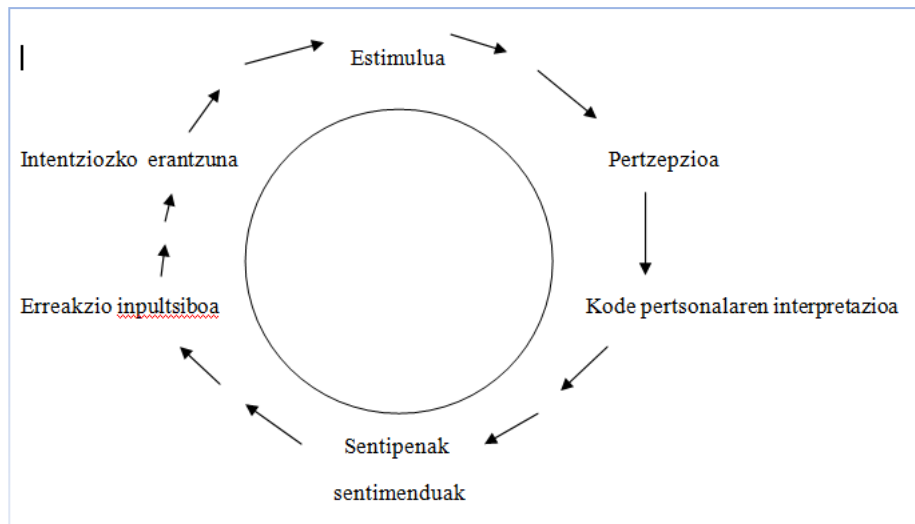 Estimulua
Intentziozko erantzuna
Pertzepzioa
Erreakzio inpultsiboa
Kode pertsonalaren interpretazioa
Sentipenak
sentimenduak